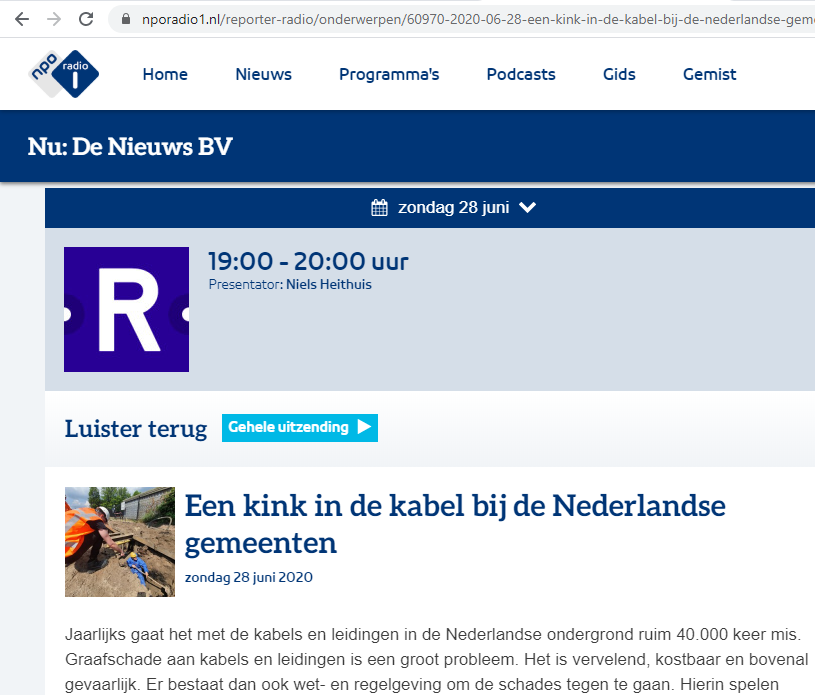 nporadio1.nl/reporter-radio/onderwerpen/60970-2020-06-28-een-kink-in-de-kabel-bij-de-nederlandse-gem
npo radio 1
Home Nieuws Programma's Podcasts Gids Gemist
Nu: De Nieuws BV
zondag 28 juni
R
19:00 - 20:00 uur
Presentator: Niels Heithuis
Luister terug Gehele uitzending
Een kink in de kabel bij de Nederlandse
gemeenten
zondag 28 juni 2020
Jaarlijks gaat het met de kabels en leidingen in de Nederlandse ondergrond ruim 40.000 keer mis.
Graafschade aan kabels en leidingen is een groot probleem. Het is vervelend, kostbaar en bovenal
gevaarlijk. Er bestaat dan ook wet- en regelgeving om de schades tegen te gaan. Hierin spelen